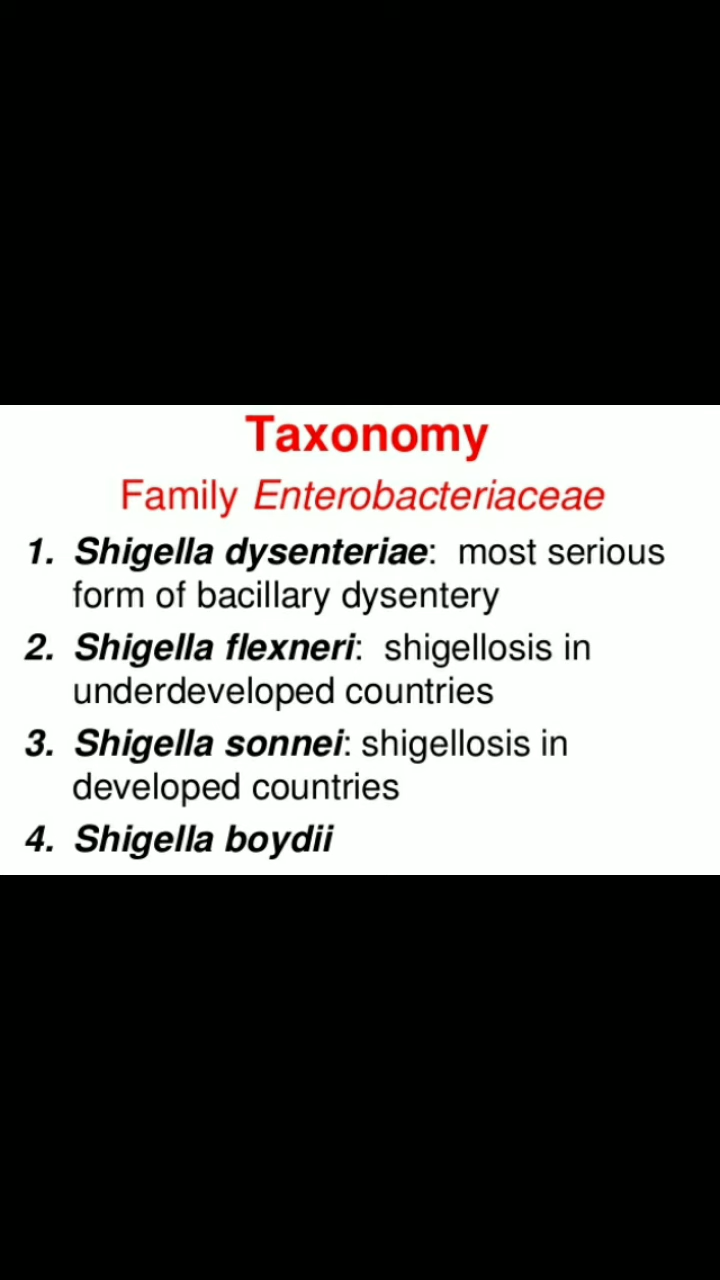 Taxonomy
Family Enterobacteriaceae
1. Shigella dysenteriae: most serious
form of bacillary dysentery
2. Shigella flexneri: shigellosis in
underdeveloped countries
3. Shigella sonnei: shigellosis in
developed countries
4. Shigella boydii